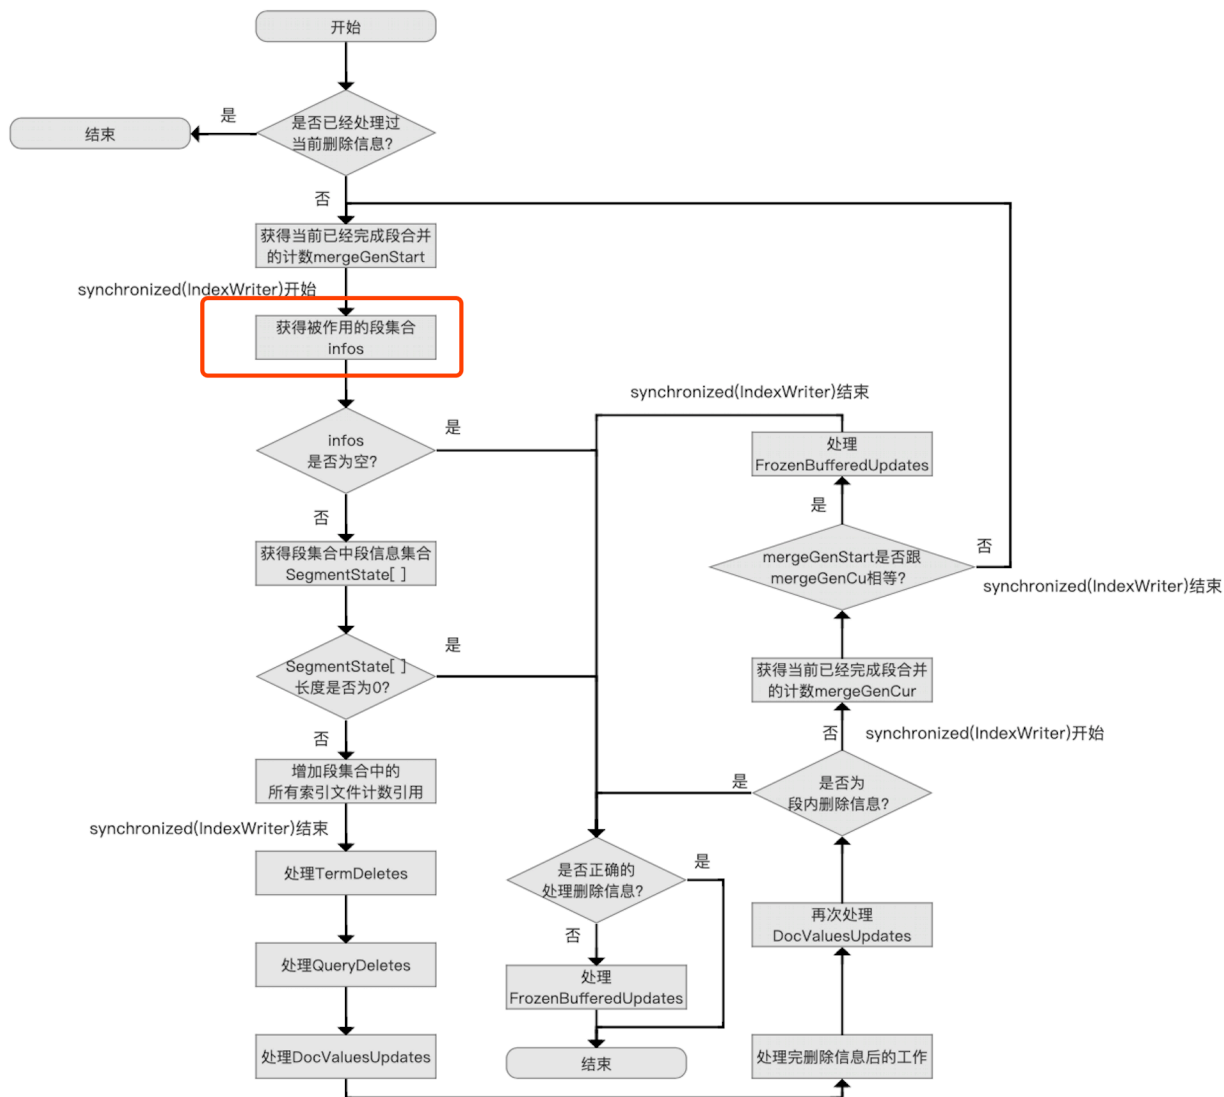 开始
是否已经处理过
当前删除信息?
是
结束
否
获得当前已经完成段合并
的计数mergeGenStart
synchronized(IndexWriter)开始
获得被作用的段集合
infos
infos
是否为空?
是
否
获得段集合中段信息集合
SegmentState[ ]
SegmentState[ ]
长度是否为0?
是
否
增加段集合中的
所有索引文件计数引用
synchronized(IndexWriter)结束
处理TermDeletes
处理QueryDeletes
处理DocValuesUpdates
处理完删除信息后的工作
再次处理
DocValuesUpdates
是否为
段内删除信息?
是
否
synchronized(IndexWriter)开始
获得当前已经完成段合并
的计数mergeGenCur
mergeGenStart是否跟
mergeGenCu相等?
否
synchronized(IndexWriter)结束
是
处理
FrozenBufferedUpdates
synchronized(IndexWriter)结束
是否正确的
处理删除信息?
是
否
处理
FrozenBufferedUpdates
结束